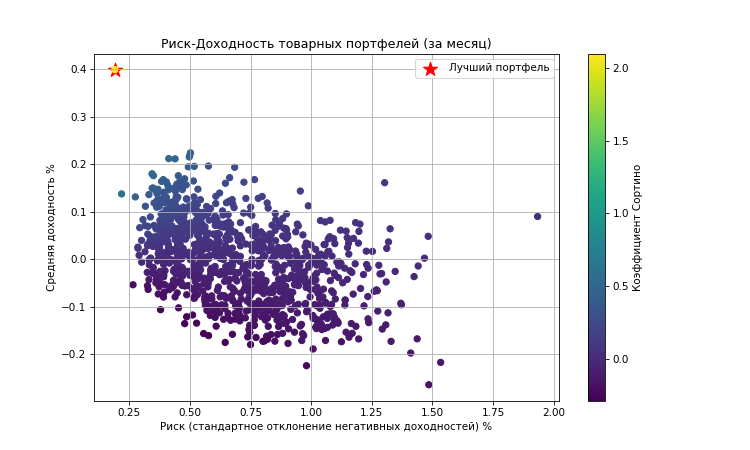 Риск-Доходность товарных портфелей (за месяц)
Лучший портфель
Средняя доходность %
0.4
0.3
0.2
0.1
0.0
−0.1
−0.2
0.25 0.50 0.75 1.00 1.25 1.50 1.75 2.00
Риск (стандартное отклонение негативных доходностей) %
2.0
1.5
1.0
0.5
0.0
Коэффициент Сортино